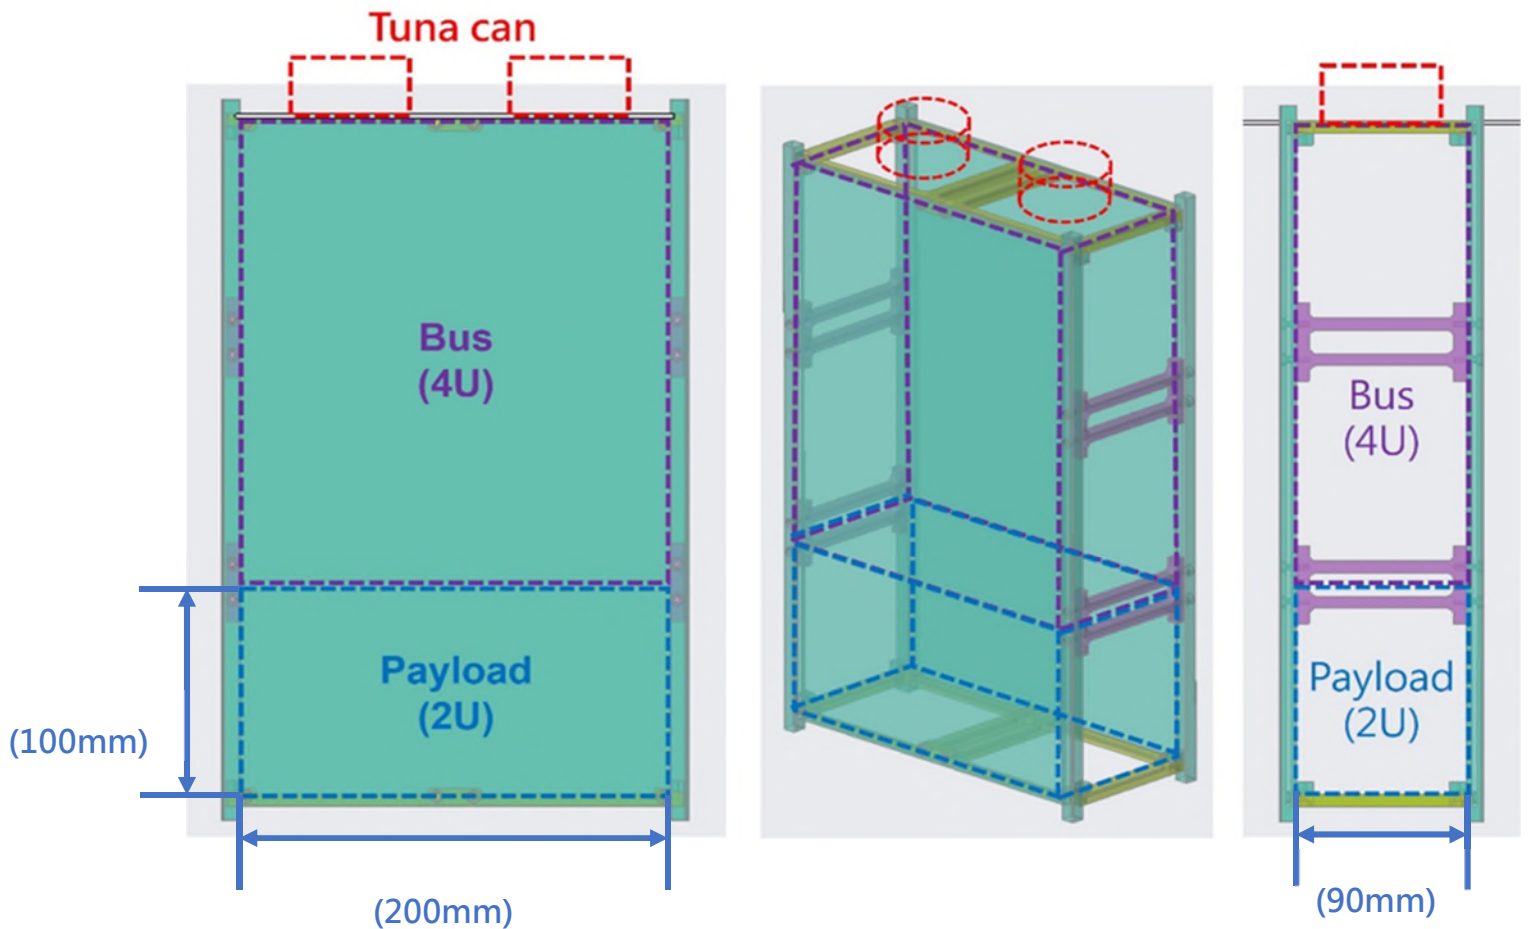 Tuna can
Bus
(4U)
Payload
(2U)
(100mm)
(200mm)
Bus
(4U)
Payload
(2U)
(90mm)